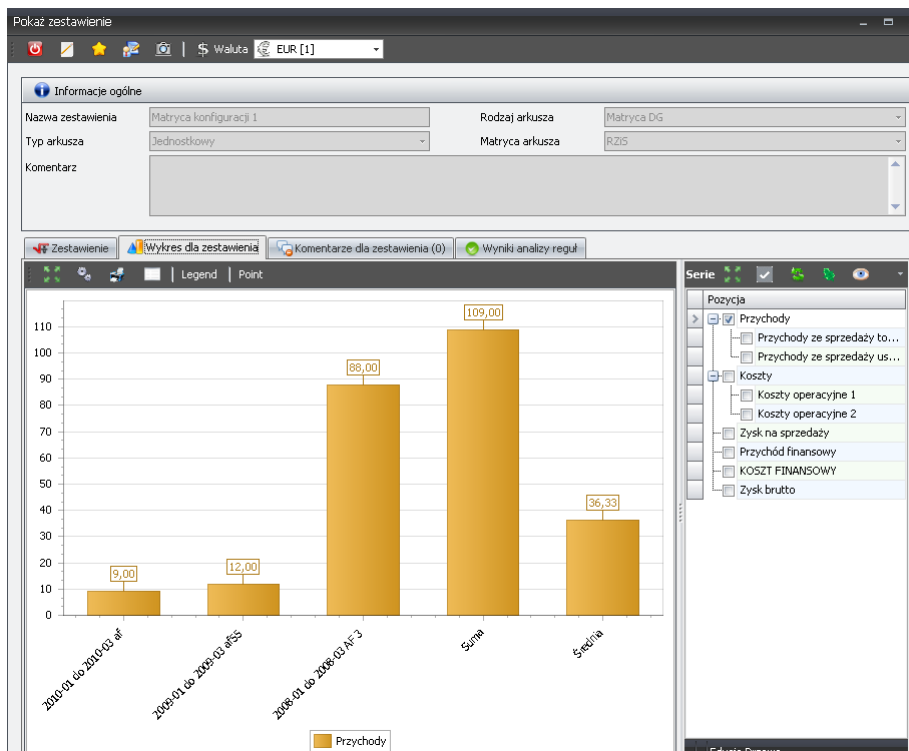 Pokaż zestawienie
$ Waluta EUR [1]
Informacje ogólne
Nazwa zestawienia Matryca konfiguracji 1 Rodzaj arkusza Matryca DG
Typ arkusza Jednostkowy Matryca arkusza RZiS
Komentarz
Zestawienie Wykres dla zestawienia Komentarze dla zestawienia (0) Wyniki analizy reguł
Legend Point
Serie
Pozycja
Przychody
Przychody ze sprzedaży to...
Przychody ze sprzedaży us...
Koszty
Koszty operacyjne 1
Koszty operacyjne 2
Zysk na sprzedaży
Przychód finansowy
KOSZT FINANSOWY
Zysk brutto
110
100
90
80
70
60
50
40
30
20
10
0
9,00
12,00
88,00
109,00
36,33
2010-01 do 2010-03 af
2009-01 do 2009-03 af55
2008-01 do 2008-03 AF 3
Suma
Średnia
Przychody